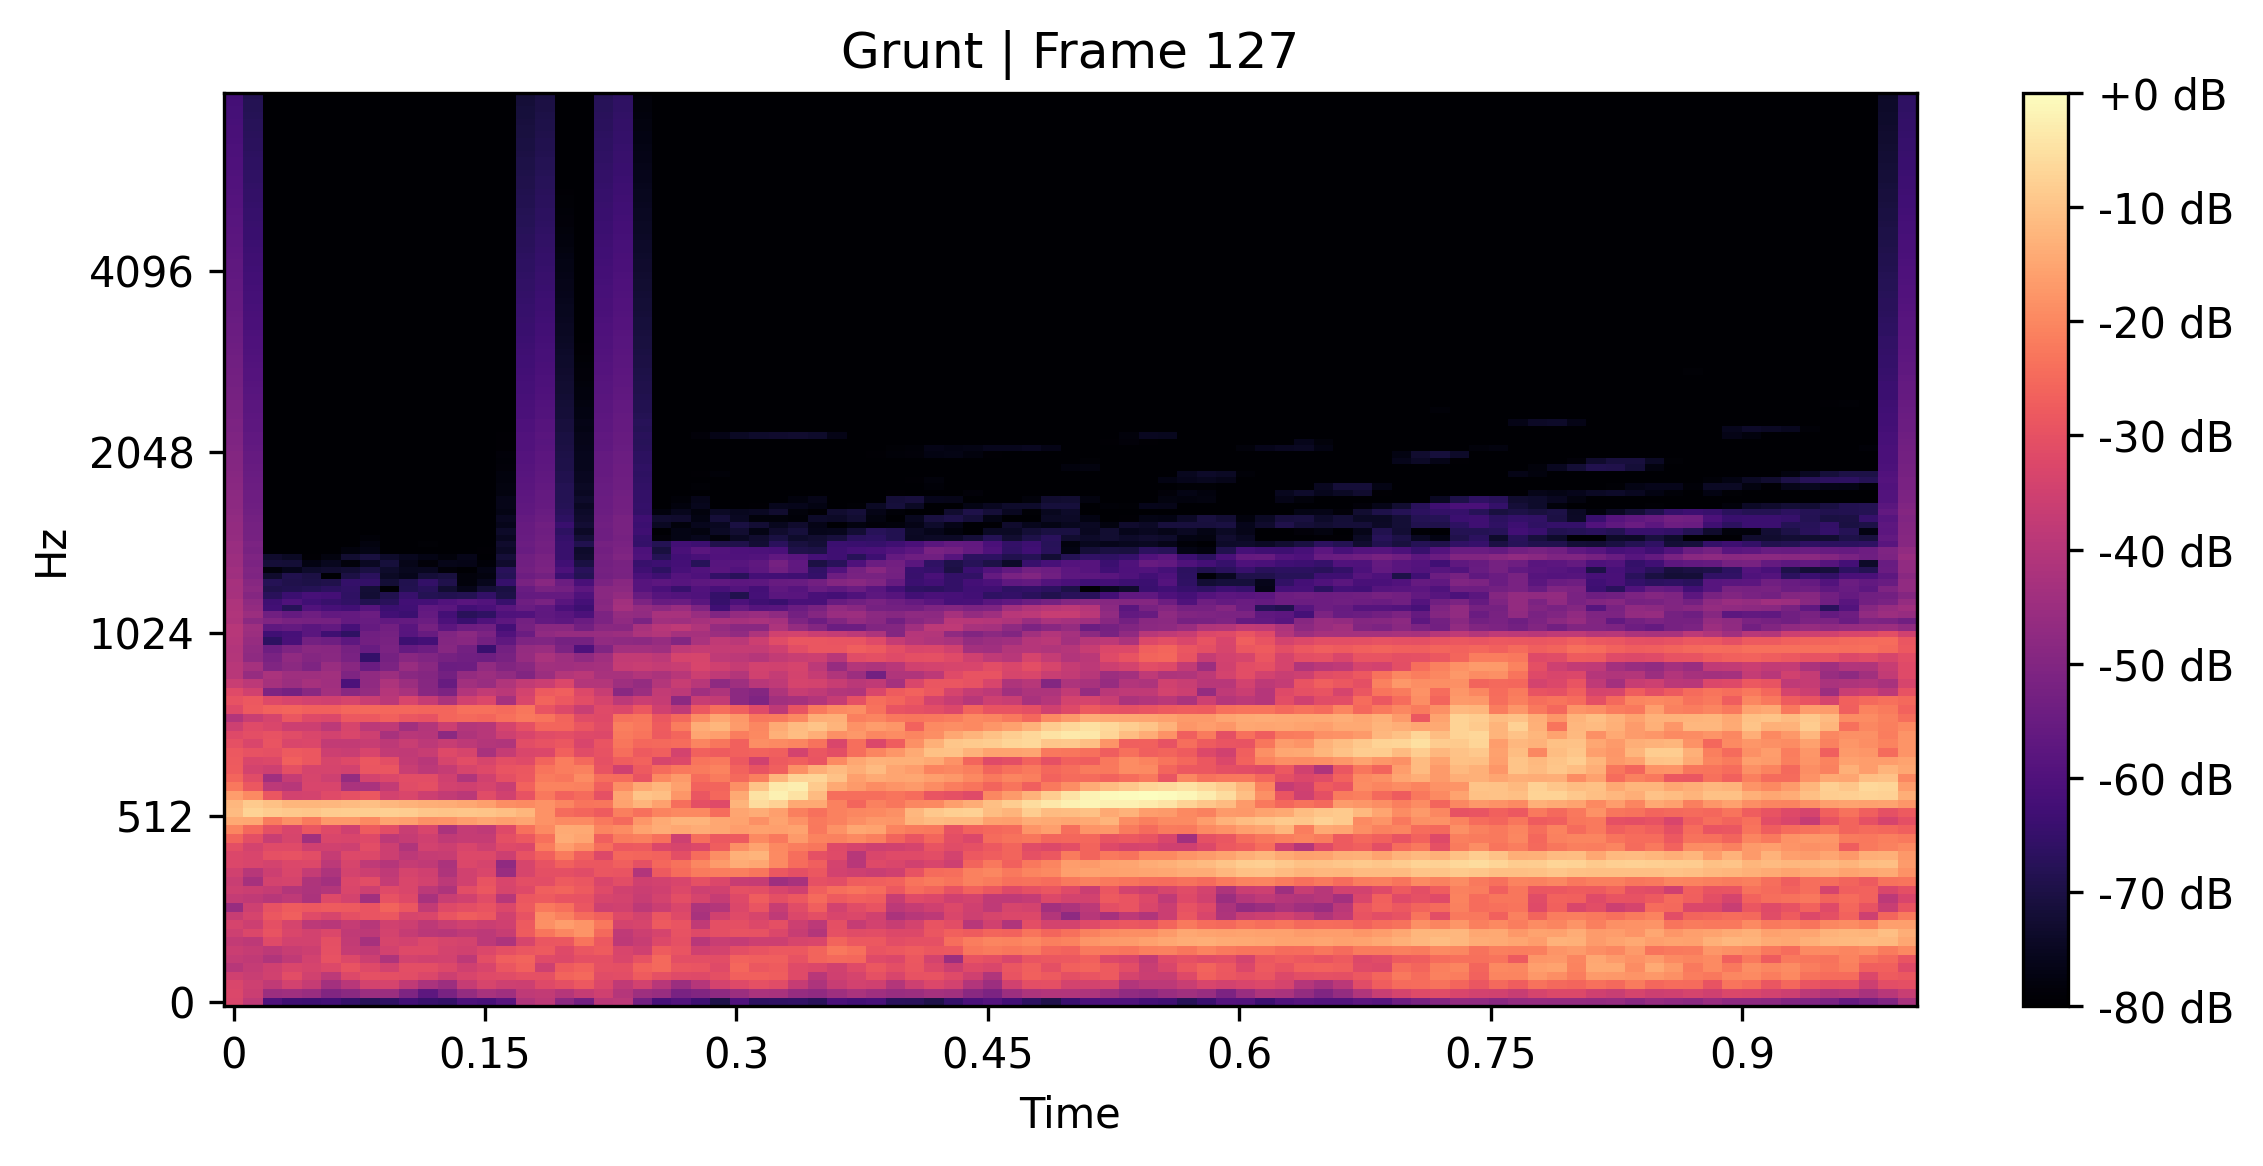 Grunt | Frame 127
+0 dB
-10 dB
-20 dB
-30 dB
-40 dB
-50 dB
-60 dB
-70 dB
-80 dB
4096
2048
1024
512
0
Hz
0 0.15 0.3 0.45 0.6 0.75 0.9
Time